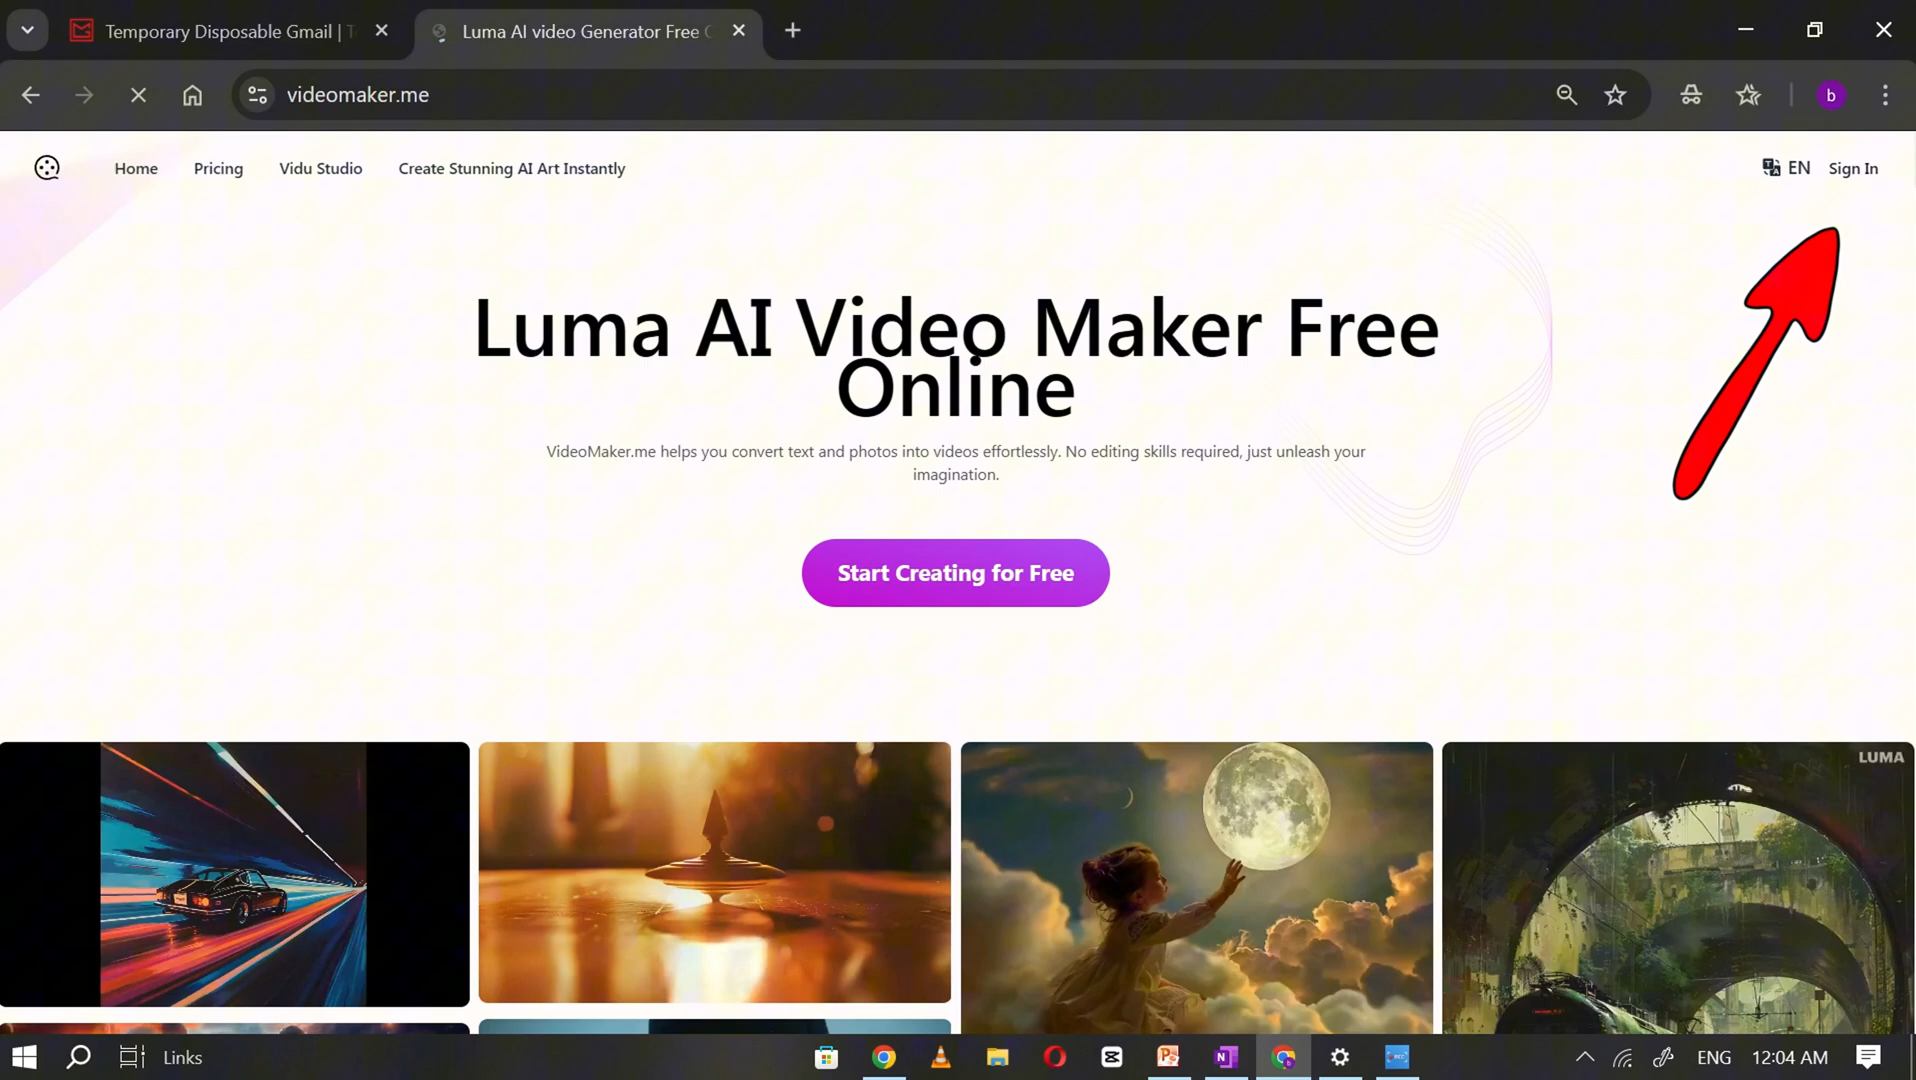 Temporary Disposable Gmail | T
Luma AI video Generator Free
videomaker.me
b
Home
Pricing
Vidu Studio
Create Stunning AI Art Instantly
EN
Sign In
Luma AI Video Maker Free
Online
VideoMaker.me helps you convert text and photos into videos effortlessly. No editing skills required, just unleash your
imagination.
Start Creating for Free
LUMA
Links
ENG
12:04 AM